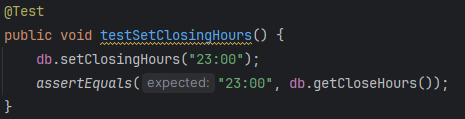 @Test
public void testSetClosingHours() {
    db.setClosingHours("23:00");
    assertEquals( expected: "23:00", db.getCloseHours());
}